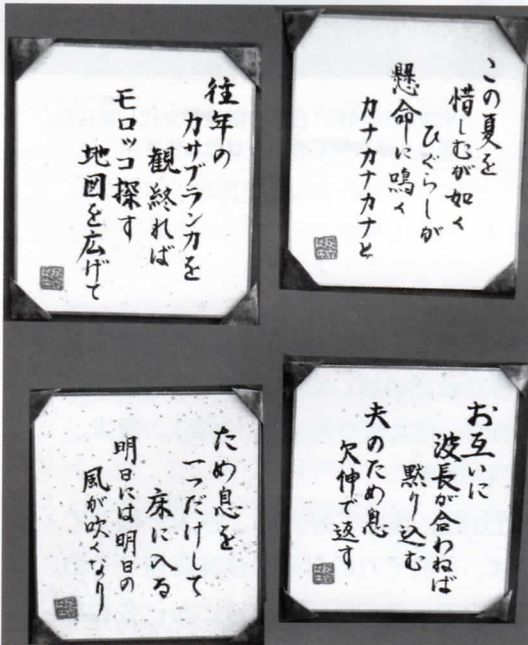 この夏を
惜しむが如く
ひぐらしが
懸命に鳴く
カナカナカナと
往年の
カサブランカを
観終れば
モロッコ探す
地図を広げて
お互いに
波長が合わねば
黙り込む
夫のため息
欠伸で返す
ため息を
一つだけして
床に入る
明日には明日の
風が吹くなり